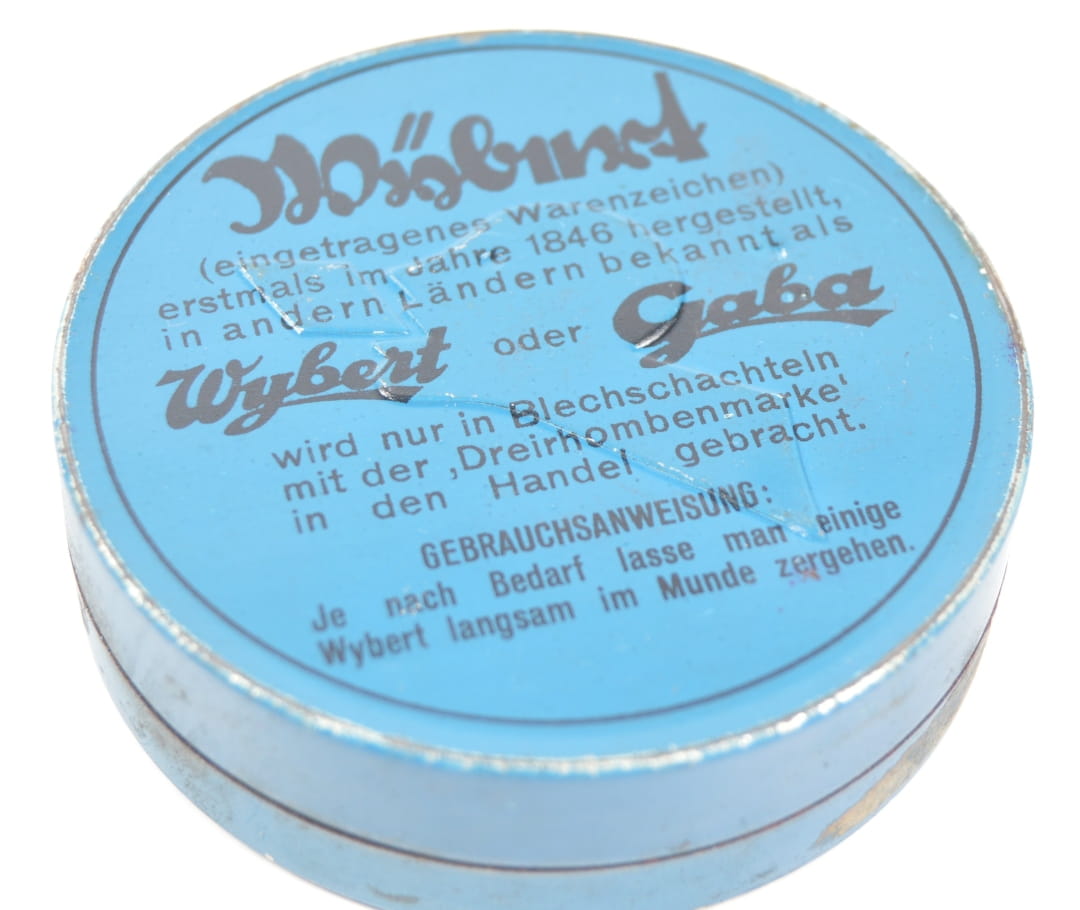 Wÿbert
(eingetragenes Warenzeichen)
erstmals im Jahre 1846 hergestellt,
in andern Ländern bekannt als
Wybert oder Gaba
wird nur in Blechschachteln
mit der ‚Dreirhombenmarke'
in den Handel gebracht.
GEBRAUCHSANWEISUNG:
Je nach Bedarf lasse man einige
Wybert langsam im Munde zergehen.